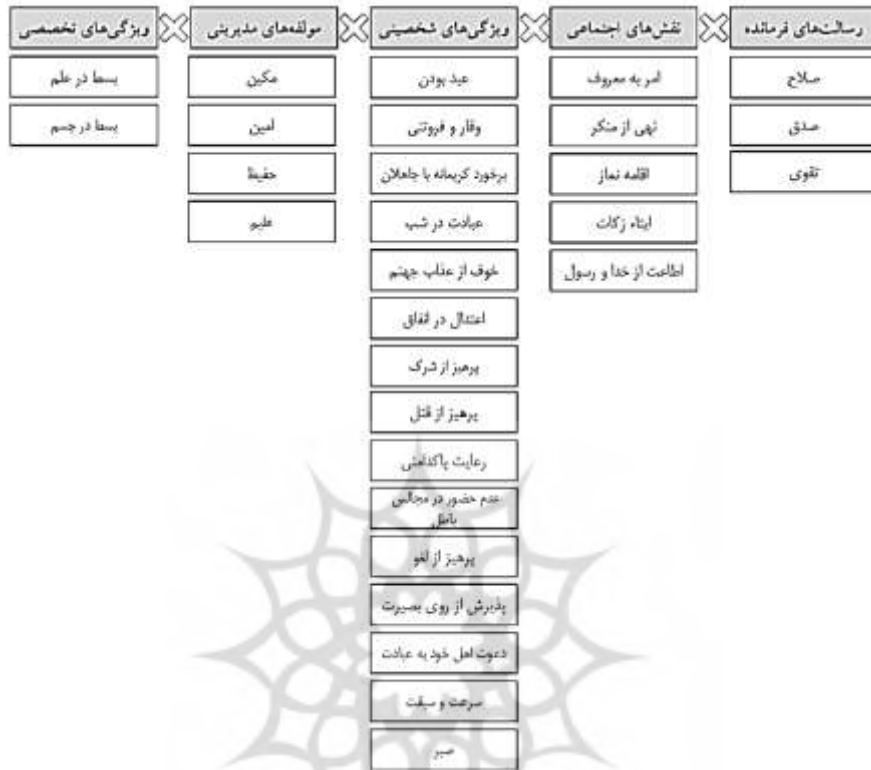 رسالت‌های فرمانده
صلاح
صدق
تقوی
نقش‌های اجتماعی
امر به معروف
نهی از منکر
اقامه نماز
ایتاء زکات
اطاعت از خدا و رسول
ویژگی‌های شخصیتی
عبد بودن
وقار و فروتنی
برخورد کریمانه با جاهلان
عبادت در شب
خوف از عذاب جهنم
اعتدال در انفاق
پرهیز از شرک
پرهیز از قتل
رعایت پاکدامنی
عدم حضور در مجالس
باطل
پرهیز از لغو
پذیرش از روی بصیرت
دعوت اهل خود به عبادت
سرعت و سبقت
صبر
مولفه‌های مدیریتی
مکین
امین
حفیظ
علیم
ویژگی‌های تخصصی
بسط در علم
بسط در جسم